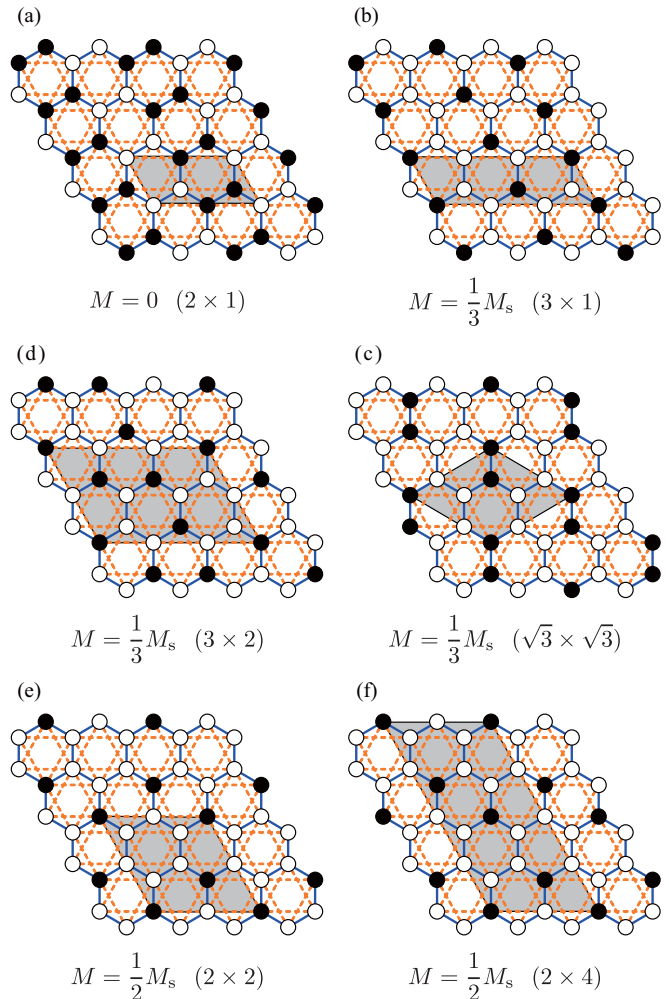 (a) (b)
M = 0 (2 × 1) M = 1/3 Mₛ (3 × 1)
(d) (c)
M = 1/3 Mₛ (3 × 2) M = 1/3 Mₛ (√3 × √3)
(e) (f)
M = 1/2 Mₛ (2 × 2) M = 1/2 Mₛ (2 × 4)